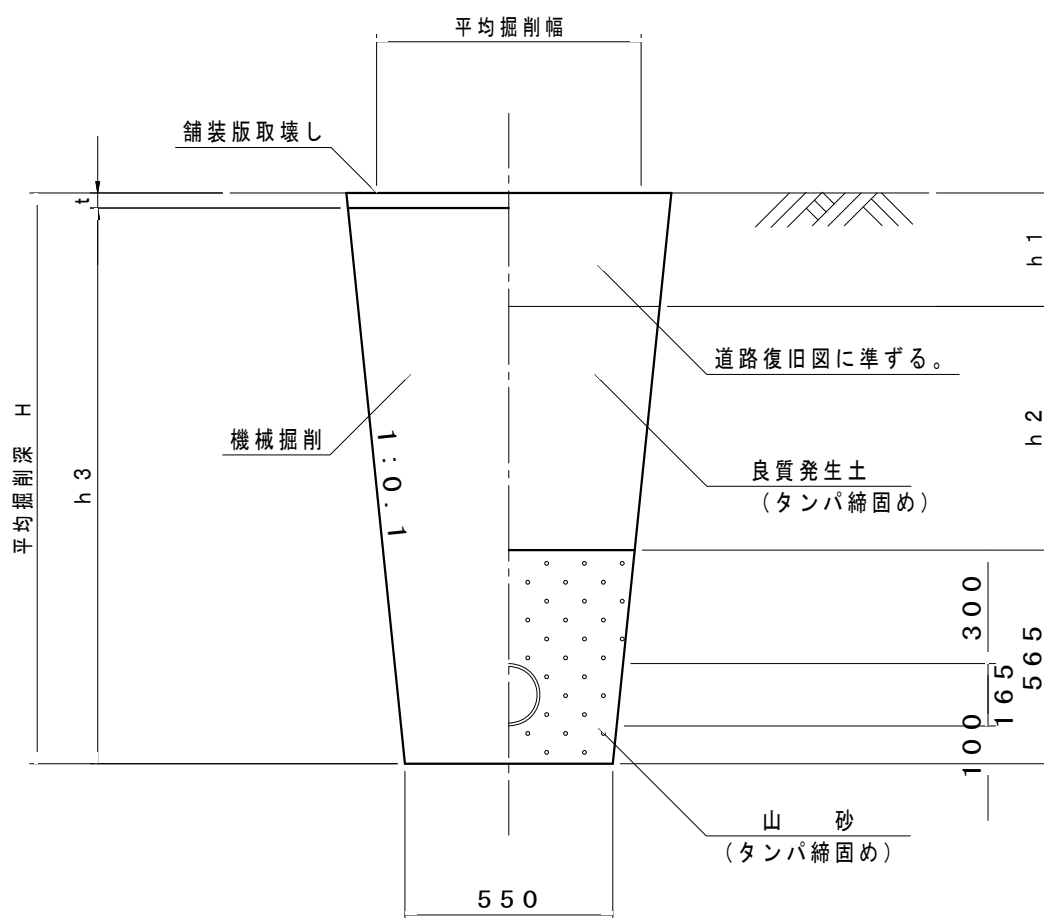 平均掘削幅
舗装版取壊し
t
h1
道路復旧図に準ずる。
平均掘削深 H
h3
機械掘削
1:0.1
h2
良質発生土
(タンパ締固め)
300
165
565
100
山 砂
(タンパ締固め)
550